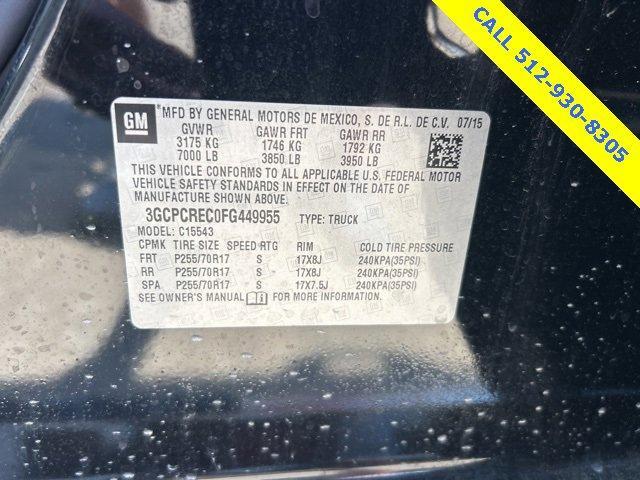 CALL 512-930-8305
GM
*MFD BY GENERAL MOTORS DE MEXICO, S. DE R.L. DE C.V. 07/15
GVWR GAWR FRT GAWR RR
3175 KG 1746 KG 1792 KG
7000 LB 3850 LB 3950 LB
THIS VEHICLE CONFORMS TO ALL APPLICABLE U.S. FEDERAL MOTOR
VEHICLE SAFETY STANDARDS IN EFFECT ON THE DATE OF
MANUFACTURE SHOWN ABOVE.
3GCPCREC0FG449955 TYPE: TRUCK
MODEL: C15543
CPMK TIRE SIZE SPEED RTG RIM COLD TIRE PRESSURE
FRT P255/70R17 S 17X8J 240KPA(35PSI)
RR P255/70R17 S 17X8J 240KPA(35PSI)
SPA P255/70R17 S 17X7.5J 240KPA(35PSI)
SEE OWNER'S MANUAL FOR MORE INFORMATION.